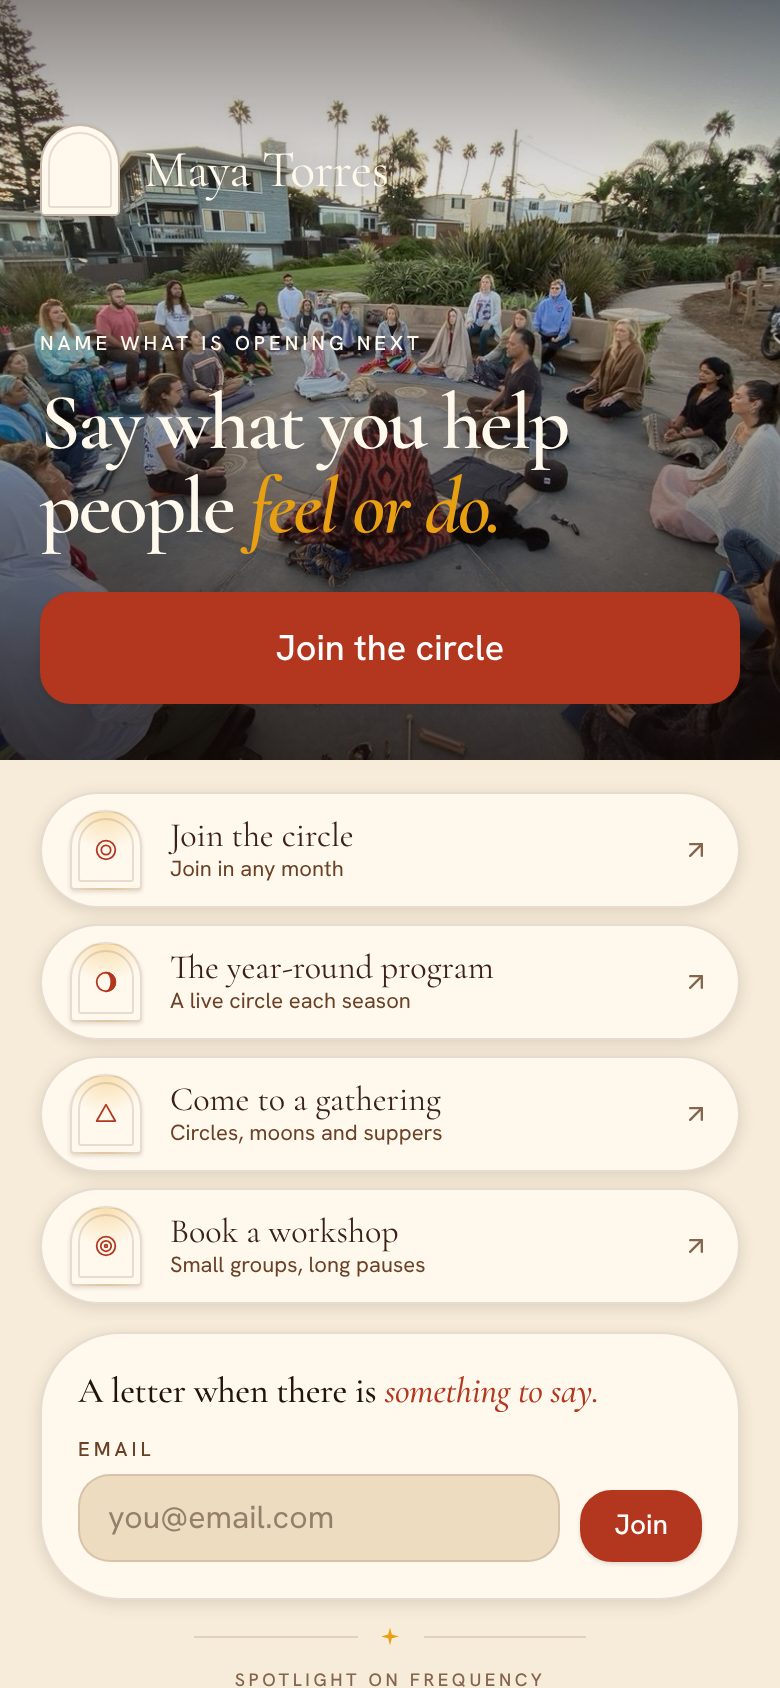 Maya Torres
NAME WHAT IS OPENING NEXT
Say what you help
people feel or do.
Join the circle
Join the circle
Join in any month
The year-round program
A live circle each season
Come to a gathering
Circles, moons and suppers
Book a workshop
Small groups, long pauses
A letter when there is something to say.
EMAIL
you@email.com
Join
SPOTLIGHT ON FREQUENCY